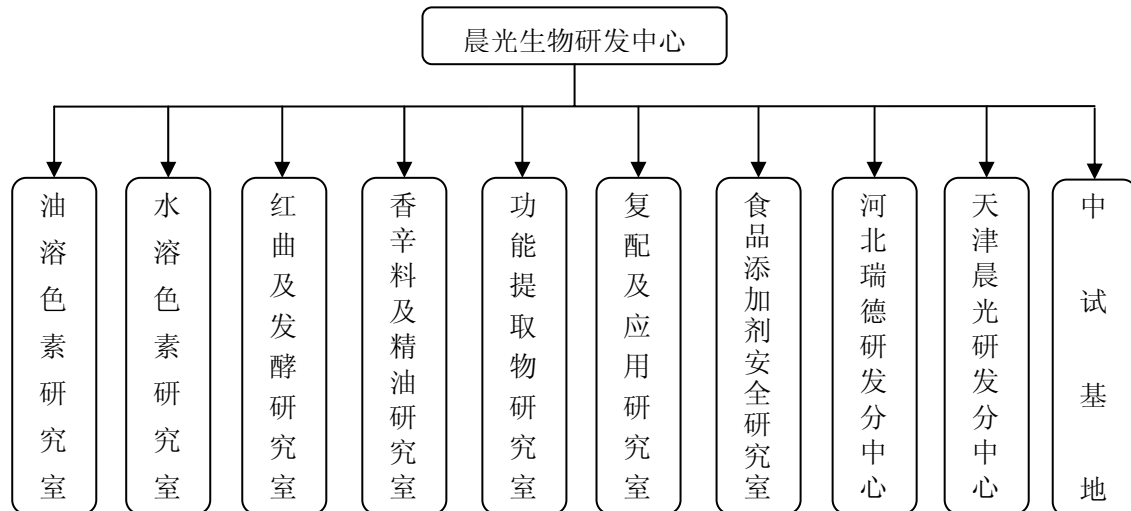 晨光生物研发中心
油溶色素研究室
水溶色素研究室
红曲及发酵研究室
香辛料及精油研究室
功能提取物研究室
复配及应用研究室
食品添加剂安全研究室
河北瑞德研发分中心
天津晨光研发分中心
中试基地